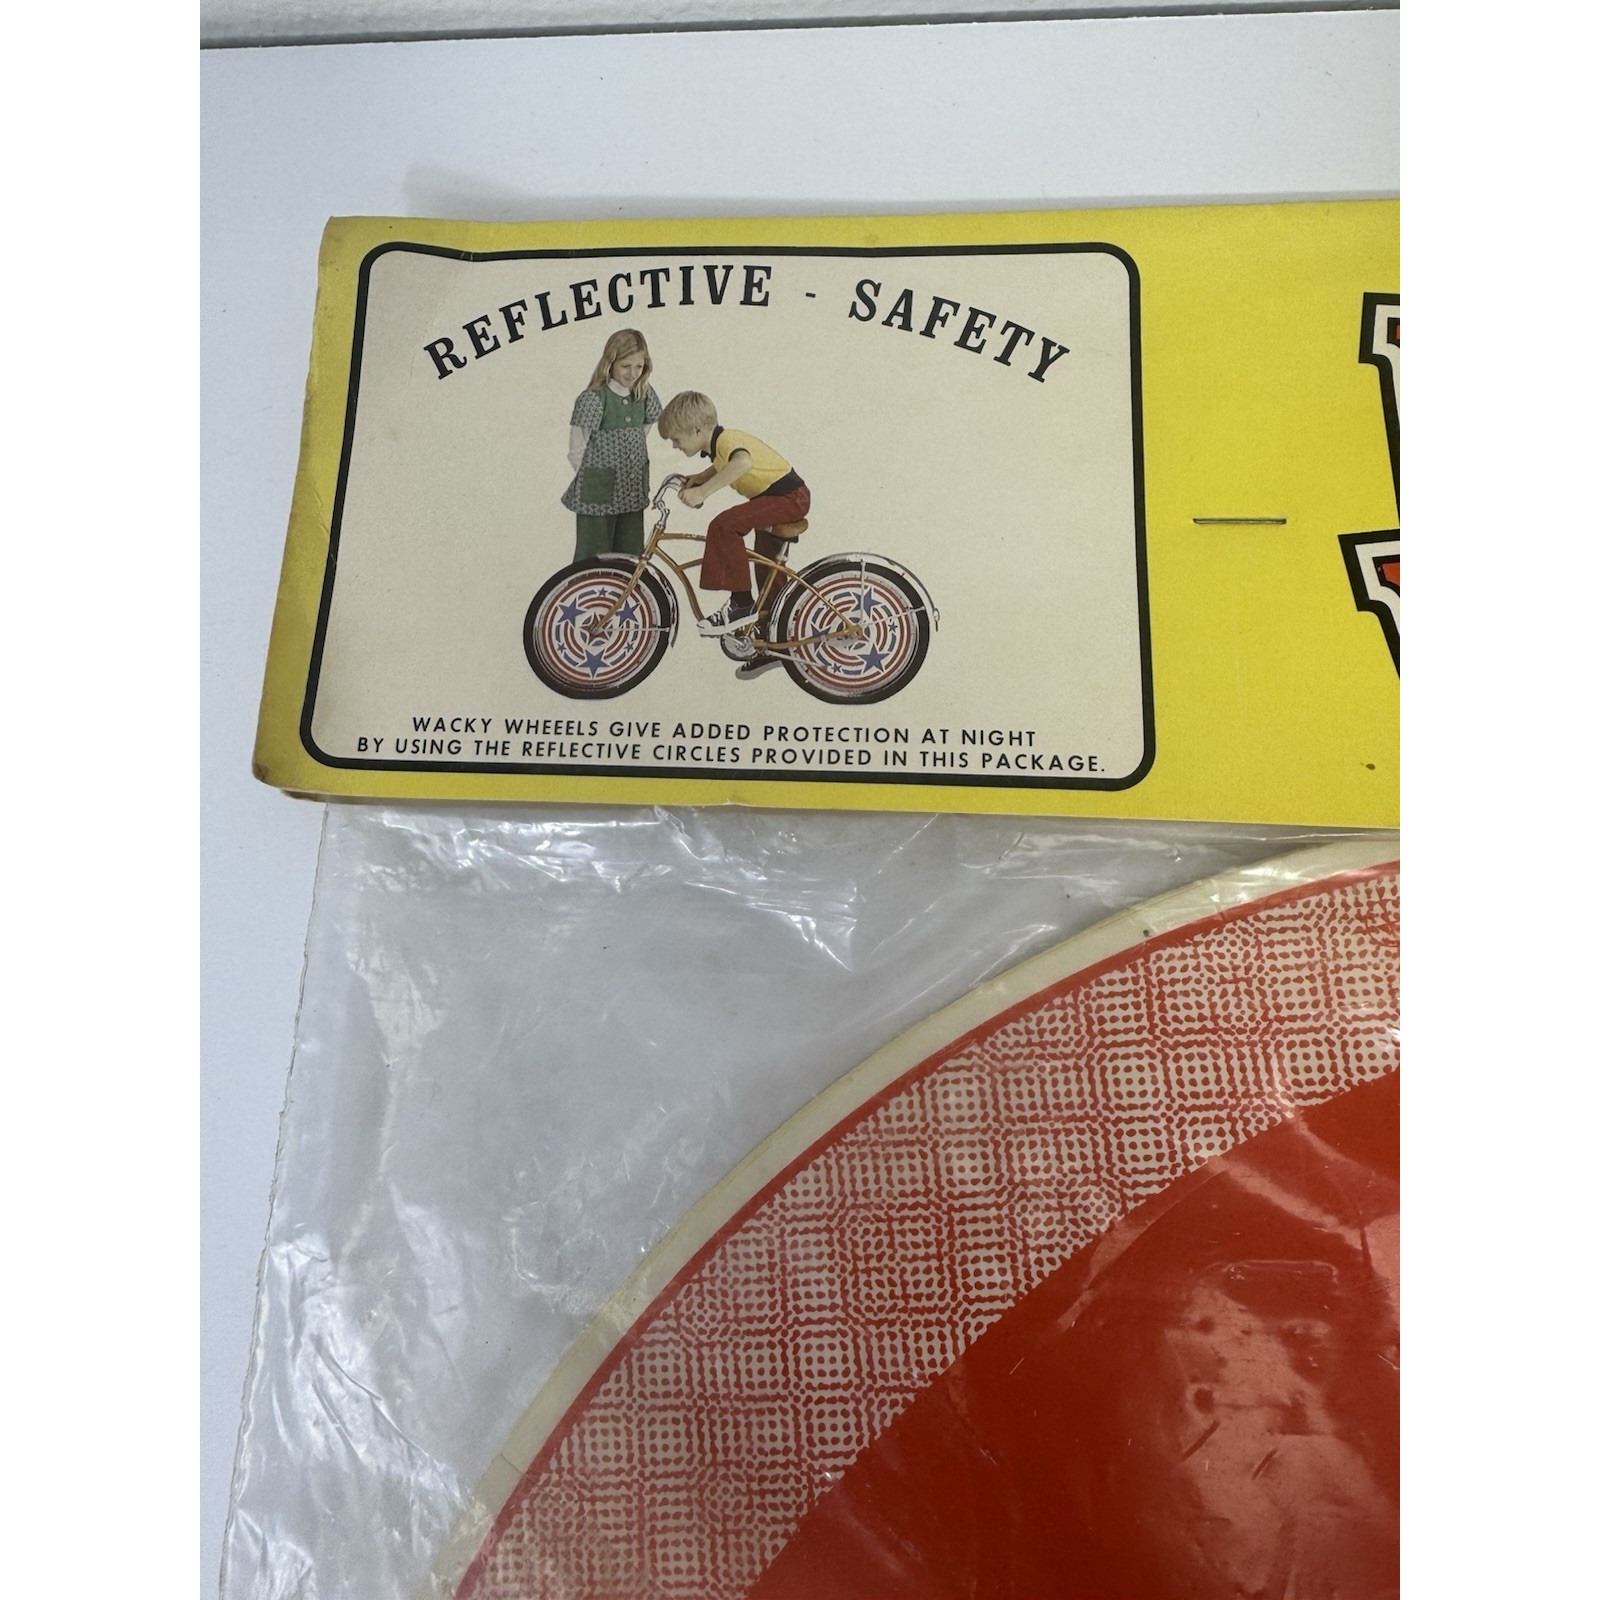 REFLECTIVE - SAFETY
WACKY WHEEELS GIVE ADDED PROTECTION AT NIGHT
BY USING THE REFLECTIVE CIRCLES PROVIDED IN THIS PACKAGE.